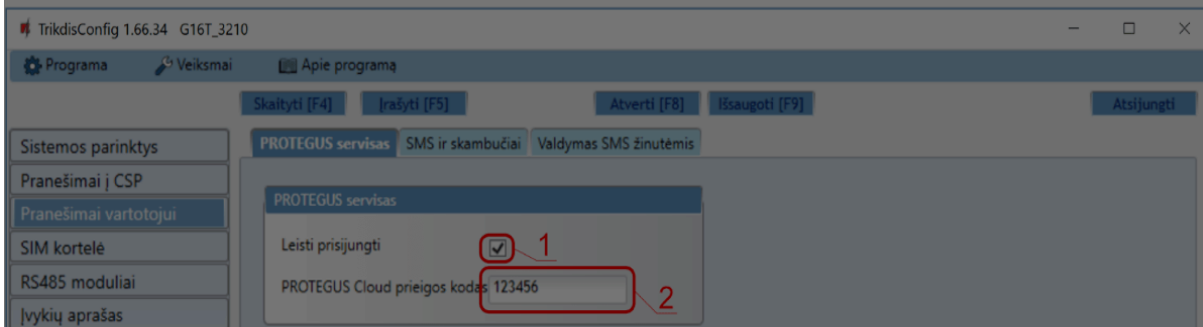 TrikdisConfig 1.66.34 G16T_3210
Programa Veiksmai Apie programą
Skaityti [F4] Įrašyti [F5] Atverti [F8] Išsaugoti [F9] Atsijungti
Sistemos parinktys
Pranešimai į CSP
Pranešimai vartotojui
SIM kortelė
RS485 moduliai
Įvykių aprašas
PROTEGUS servisas SMS ir skambučiai Valdymas SMS žinutėmis
PROTEGUS servisas
Leisti prisijungti 1
PROTEGUS Cloud prieigos kodas 123456 2